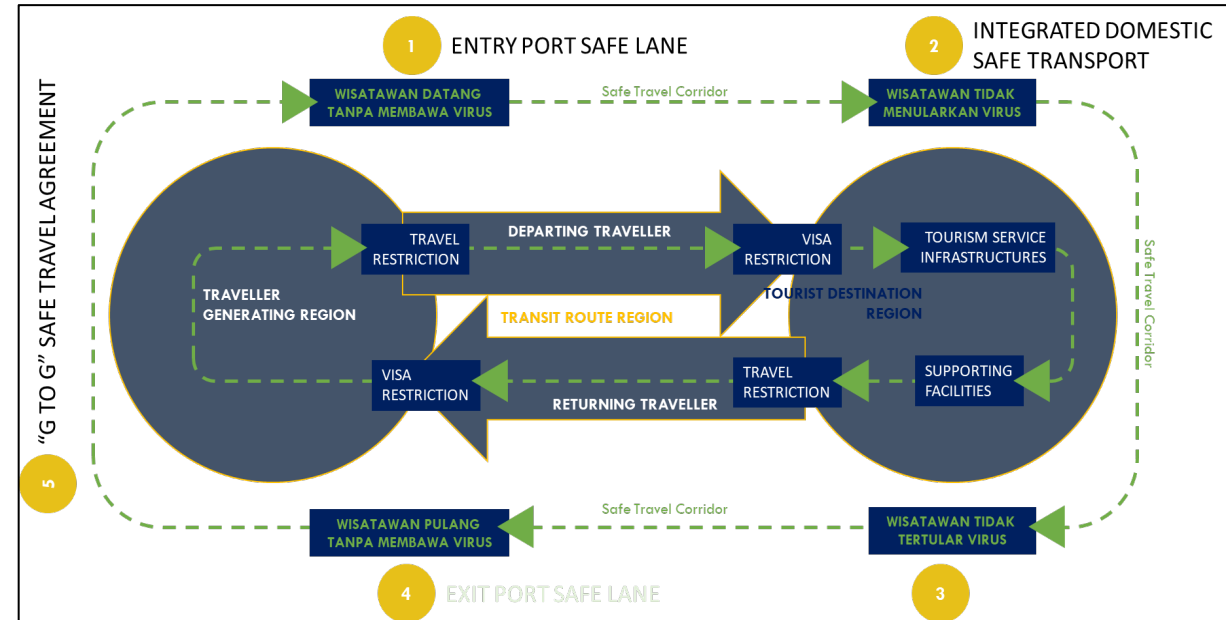 1
ENTRY PORT SAFE LANE
2
INTEGRATED DOMESTIC
SAFE TRANSPORT
WISATAWAN DATANG
TANPA MEMBAWA VIRUS
Safe Travel Corridor
WISATAWAN TIDAK
MENULARKAN VIRUS
"G TO G" SAFE TRAVEL AGREEMENT
5
TRAVEL
RESTRICTION
DEPARTING TRAVELLER
VISA
RESTRICTION
TOURISM SERVICE
INFRASTRUCTURES
Safe Travel Corridor
TRAVELLER
GENERATING REGION
TRANSIT ROUTE REGION
TOURIST DESTINATION
REGION
VISA
RESTRICTION
RETURNING TRAVELLER
TRAVEL
RESTRICTION
SUPPORTING
FACILITIES
WISATAWAN PULANG
TANPA MEMBAWA VIRUS
Safe Travel Corridor
WISATAWAN TIDAK
TERTULAR VIRUS
4
EXIT PORT SAFE LANE
3